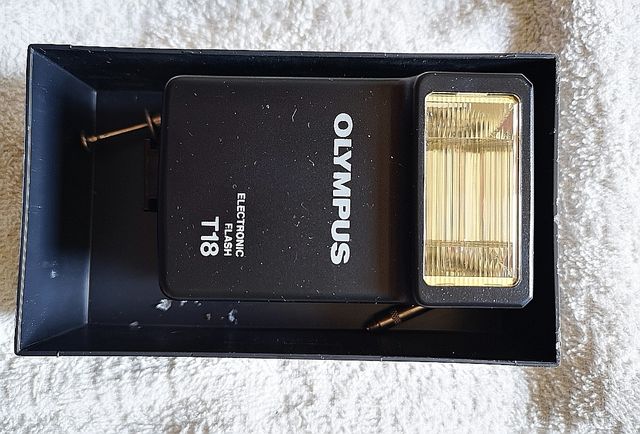 OLYMPUS
ELECTRONIC
FLASH
T18